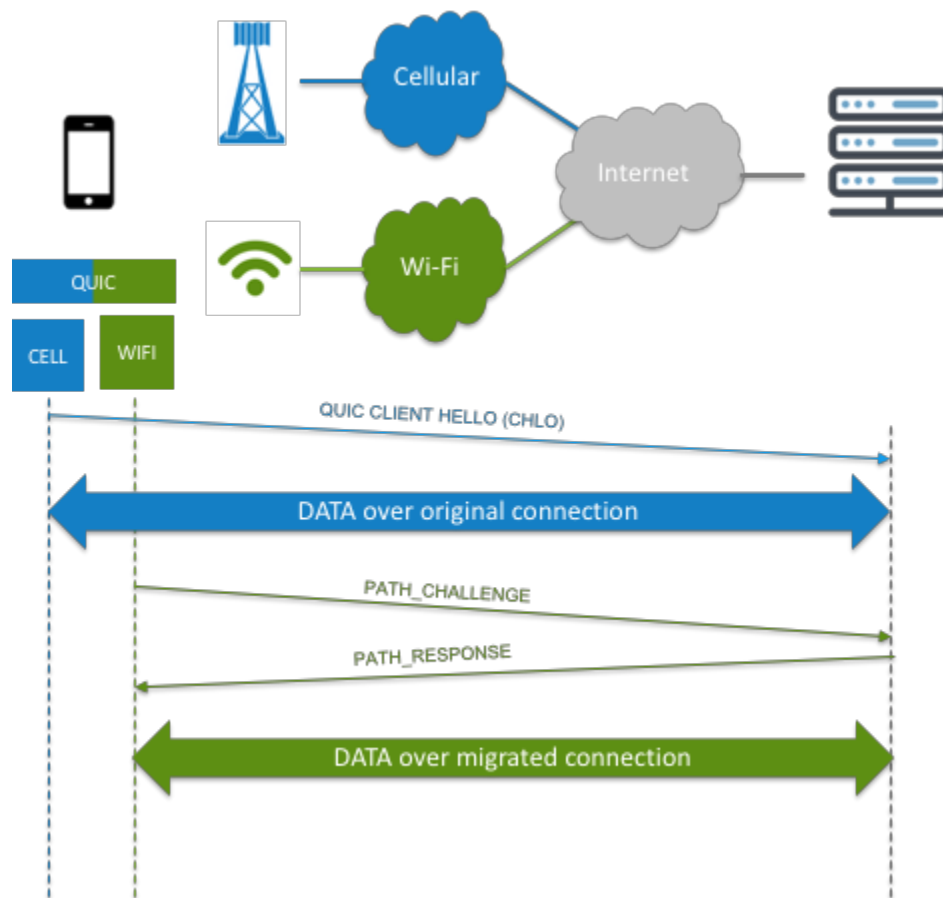 Cellular
Internet
Wi-Fi
QUIC
CELL
WIFI
QUIC CLIENT HELLO (CHLO)
DATA over original connection
PATH_CHALLENGE
PATH_RESPONSE
DATA over migrated connection